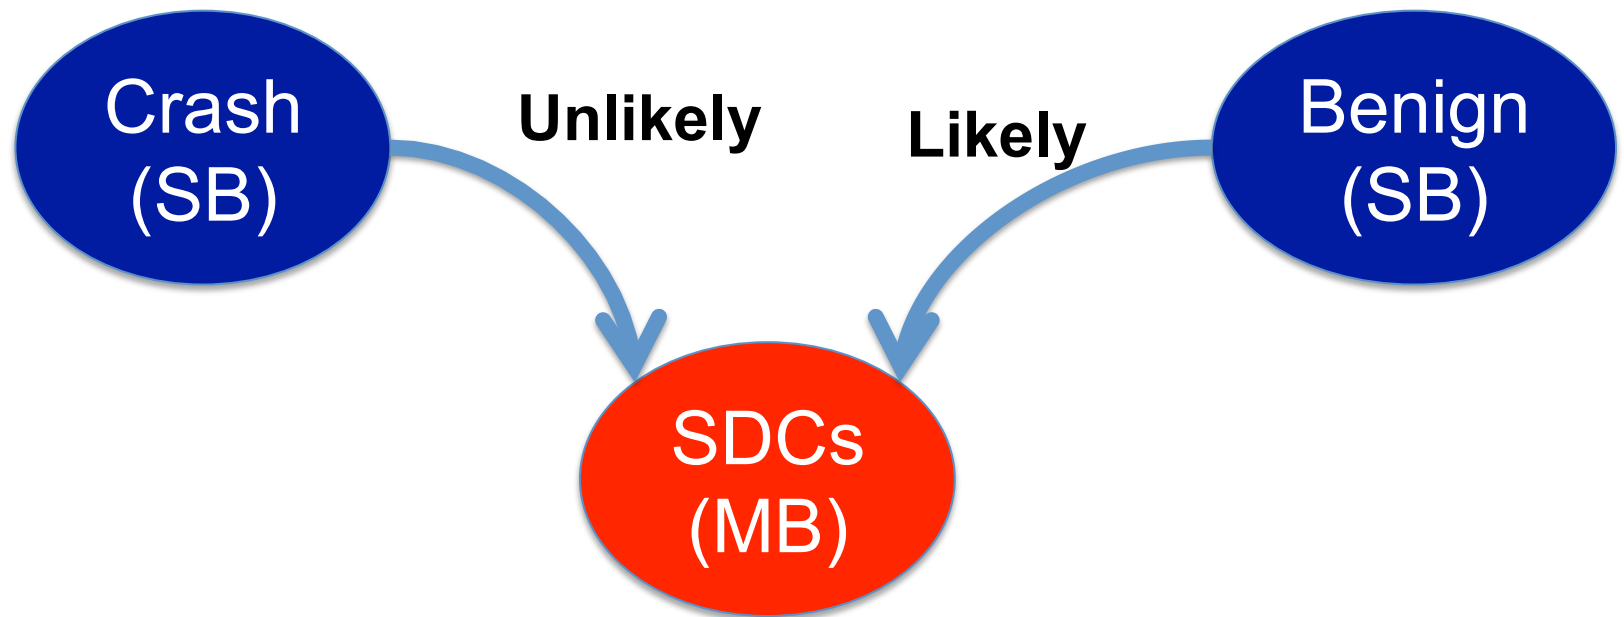 Crash
(SB)
Unlikely
Likely
Benign
(SB)
SDCs
(MB)